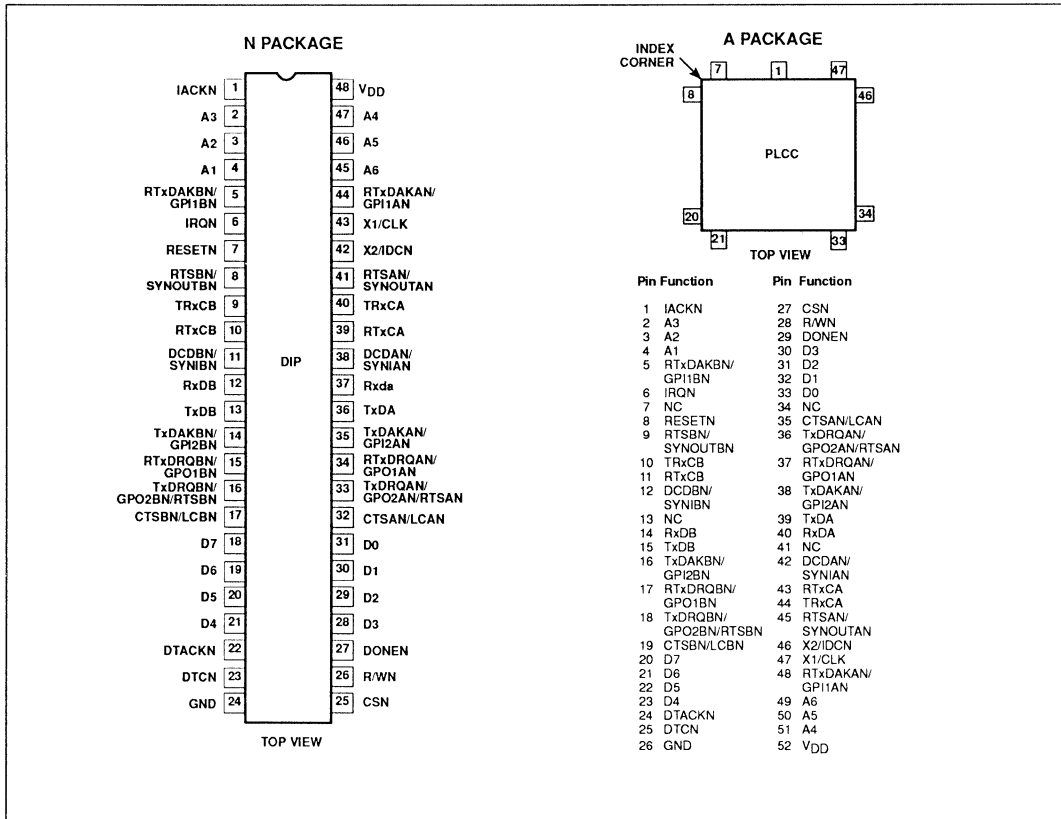 N PACKAGE
IACKN 1
A3 2
A2 3
A1 4
RTxDAKBN/
GPI1BN 5
IRQN 6
RESETN 7
RTSBN/
SYNOUTBN 8
TRxCB 9
RTxCB 10
DCDBN/
SYNIBN 11
RxDB 12
TxDB 13
TxDAKBN/
GPI2BN 14
RTxDRQBN/
GPO1BN 15
TxDRQBN/
GPO2BN/RTSBN 16
CTSBN/LCBN 17
D7 18
D6 19
D5 20
D4 21
DTACKN 22
DTCN 23
GND 24
DIP
48 VDD
47 A4
46 A5
45 A6
44 RTxDAKAN/
GPI1AN
43 X1/CLK
42 X2/IDCN
41 RTSAN/
SYNOUTAN
40 TRxCA
39 RTxCA
38 DCDAN/
SYNIAN
37 Rxda
36 TxDA
35 TxDAKAN/
GPI2AN
34 RTxDRQAN/
GPO1AN
33 TxDRQAN/
GPO2AN/RTSAN
32 CTSAN/LCAN
31 D0
30 D1
29 D2
28 D3
27 DONEN
26 R/WN
25 CSN
TOP VIEW
A PACKAGE
INDEX
CORNER
7 1 47
8 46
PLCC
20 34
21 33
TOP VIEW
Pin Function
1 IACKN
2 A3
3 A2
4 A1
5 RTxDAKBN/
GPI1BN
6 IRQN
7 NC
8 RESETN
9 RTSBN/
SYNOUTBN
10 TRxCB
11 RTxCB
12 DCDBN/
SYNIBN
13 NC
14 RxDB
15 TxDB
16 TxDAKBN/
GPI2BN
17 RTxDRQBN/
GPO1BN
18 TxDRQBN/
GPO2BN/RTSBN
19 CTSBN/LCBN
20 D7
21 D6
22 D5
23 D4
24 DTACKN
25 DTCN
26 GND
Pin Function
27 CSN
28 R/WN
29 DONEN
30 D3
31 D2
32 D1
33 D0
34 NC
35 CTSAN/LCAN
36 TxDRQAN/
GPO2AN/RTSAN
37 RTxDRQAN/
GPO1AN
38 TxDAKAN/
GPI2AN
39 TxDA
40 RxDA
41 NC
42 DCDAN/
SYNIAN
43 RTxCA
44 TRxCA
45 RTSAN/
SYNOUTAN
46 X2/IDCN
47 X1/CLK
48 RTxDAKAN/
GPI1AN
49 A6
50 A5
51 A4
52 VDD